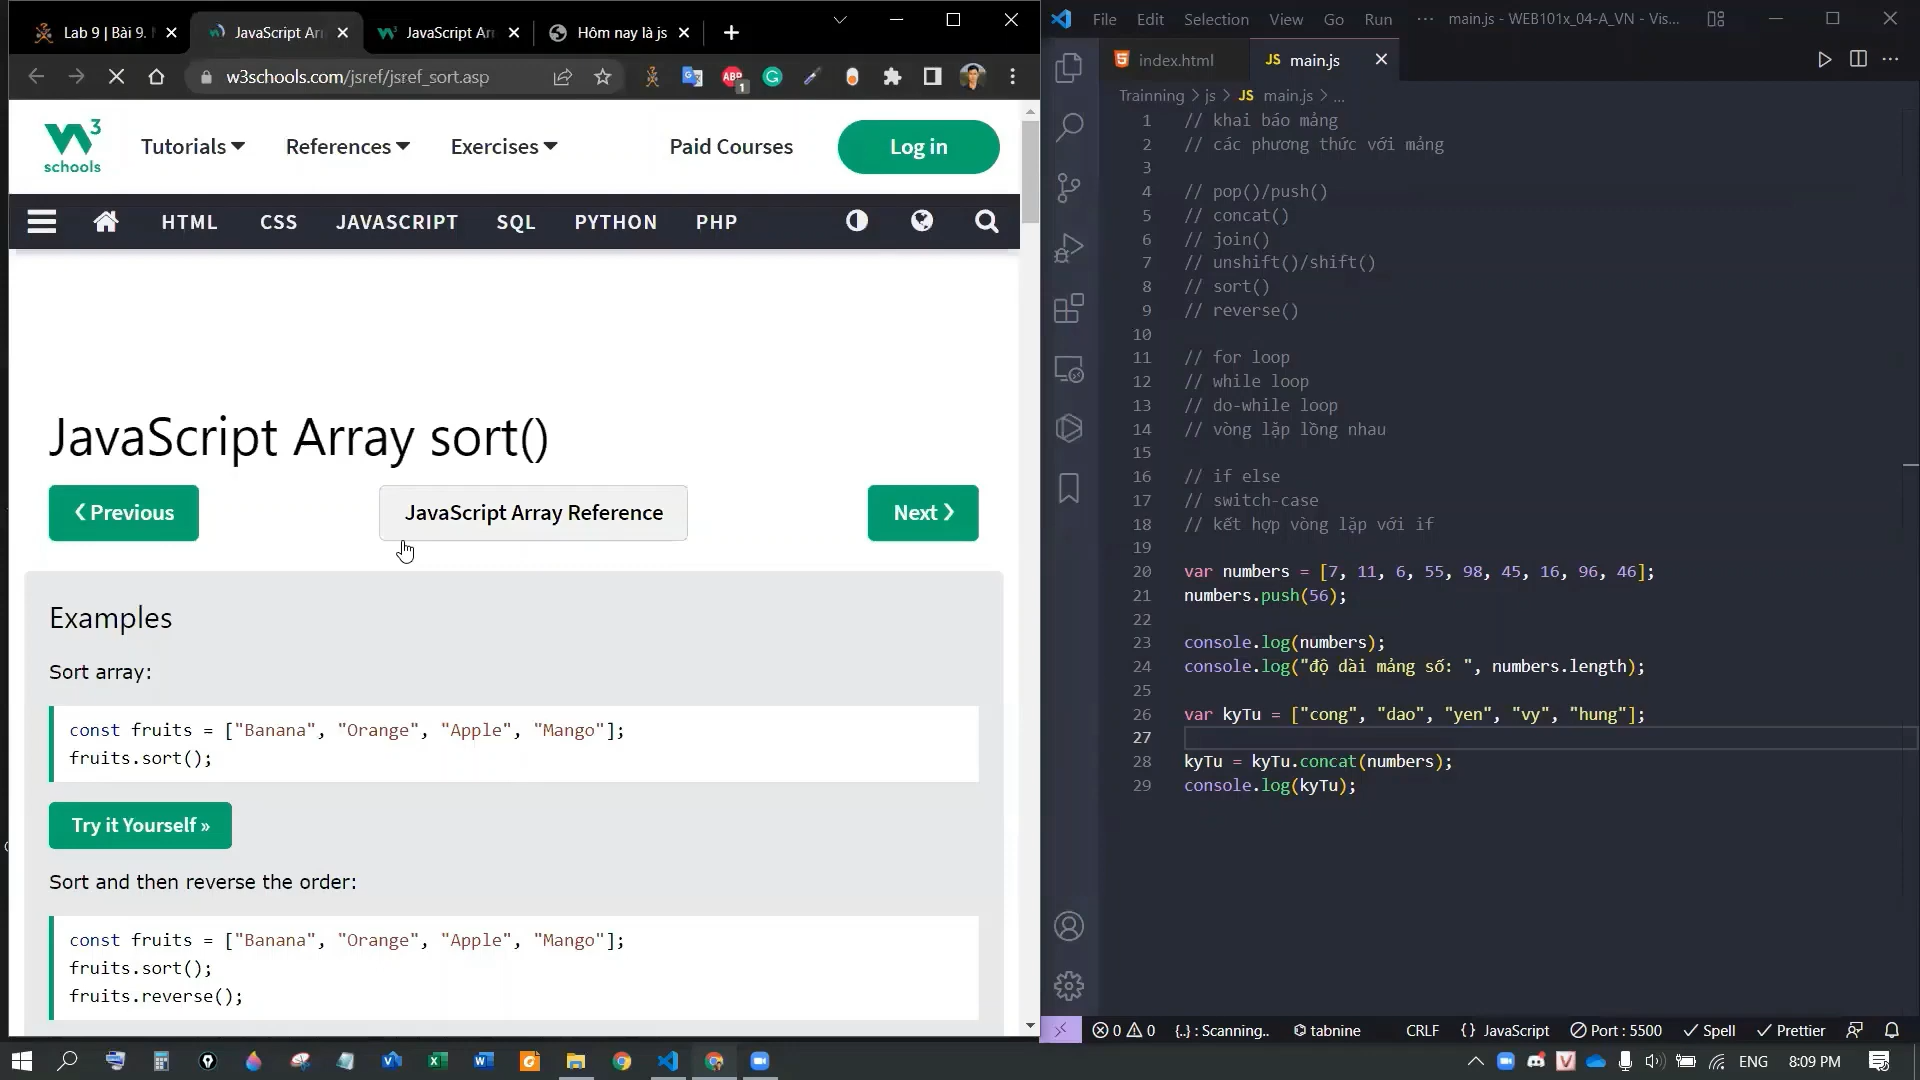 Lab 9 | Bài 9.
JavaScript Arr
JavaScript Arr
Hôm nay là js
w3schools.com/jsref/jsref_sort.asp
ABP
1
3
schools
Tutorials
References
Exercises
Paid Courses
Log in
HTML
CSS
JAVASCRIPT
SQL
PYTHON
PHP
JavaScript Array sort()
❮ Previous
JavaScript Array Reference
Next ❯
Examples
Sort array:
const fruits = ["Banana", "Orange", "Apple", "Mango"];
fruits.sort();
Try it Yourself »
Sort and then reverse the order:
const fruits = ["Banana", "Orange", "Apple", "Mango"];
fruits.sort();
fruits.reverse();
File Edit Selection View Go Run ··· main.js - WEB101x_04-A_VN - Vis...
index.html
JS main.js
Trainning > js > JS main.js > ...
1 // khai báo mảng
2 // các phương thức với mảng
3
4 // pop()/push()
5 // concat()
6 // join()
7 // unshift()/shift()
8 // sort()
9 // reverse()
10
11 // for loop
12 // while loop
13 // do-while loop
14 // vòng lặp lồng nhau
15
16 // if else
17 // switch-case
18 // kết hợp vòng lặp với if
19
20 var numbers = [7, 11, 6, 55, 98, 45, 16, 96, 46];
21 numbers.push(56);
22
23 console.log(numbers);
24 console.log("độ dài mảng số: ", numbers.length);
25
26 var kyTu = ["cong", "dao", "yen", "vy", "hung"];
27
28 kyTu = kyTu.concat(numbers);
29 console.log(kyTu);
0 0 {..} : Scanning.. tabnine CRLF {} JavaScript Port : 5500 Spell Prettier
ENG 8:09 PM